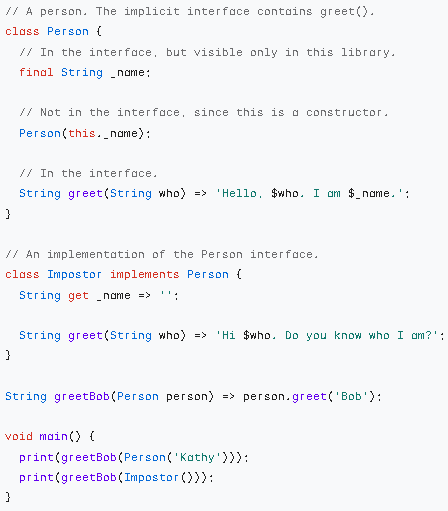 // A person. The implicit interface contains greet().
class Person {
  // In the interface, but visible only in this library.
  final String _name;

  // Not in the interface, since this is a constructor.
  Person(this._name);

  // In the interface.
  String greet(String who) => 'Hello, $who. I am $_name.';
}

// An implementation of the Person interface.
class Impostor implements Person {
  String get _name => '';

  String greet(String who) => 'Hi $who. Do you know who I am?';
}

String greetBob(Person person) => person.greet('Bob');

void main() {
  print(greetBob(Person('Kathy')));
  print(greetBob(Impostor()));
}